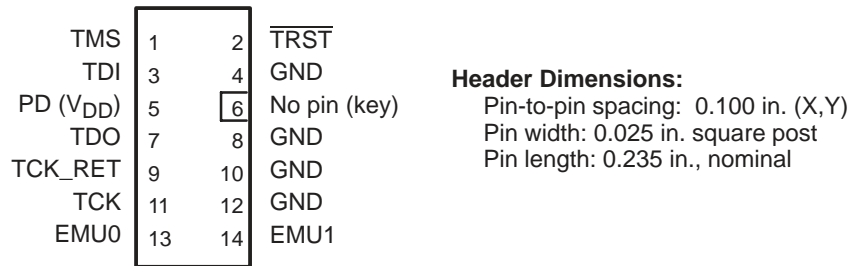 TMS 1 2 TRST
TDI 3 4 GND
PD (VDD) 5 6 No pin (key)
TDO 7 8 GND
TCK_RET 9 10 GND
TCK 11 12 GND
EMU0 13 14 EMU1
Header Dimensions:
Pin-to-pin spacing: 0.100 in. (X,Y)
Pin width: 0.025 in. square post
Pin length: 0.235 in., nominal